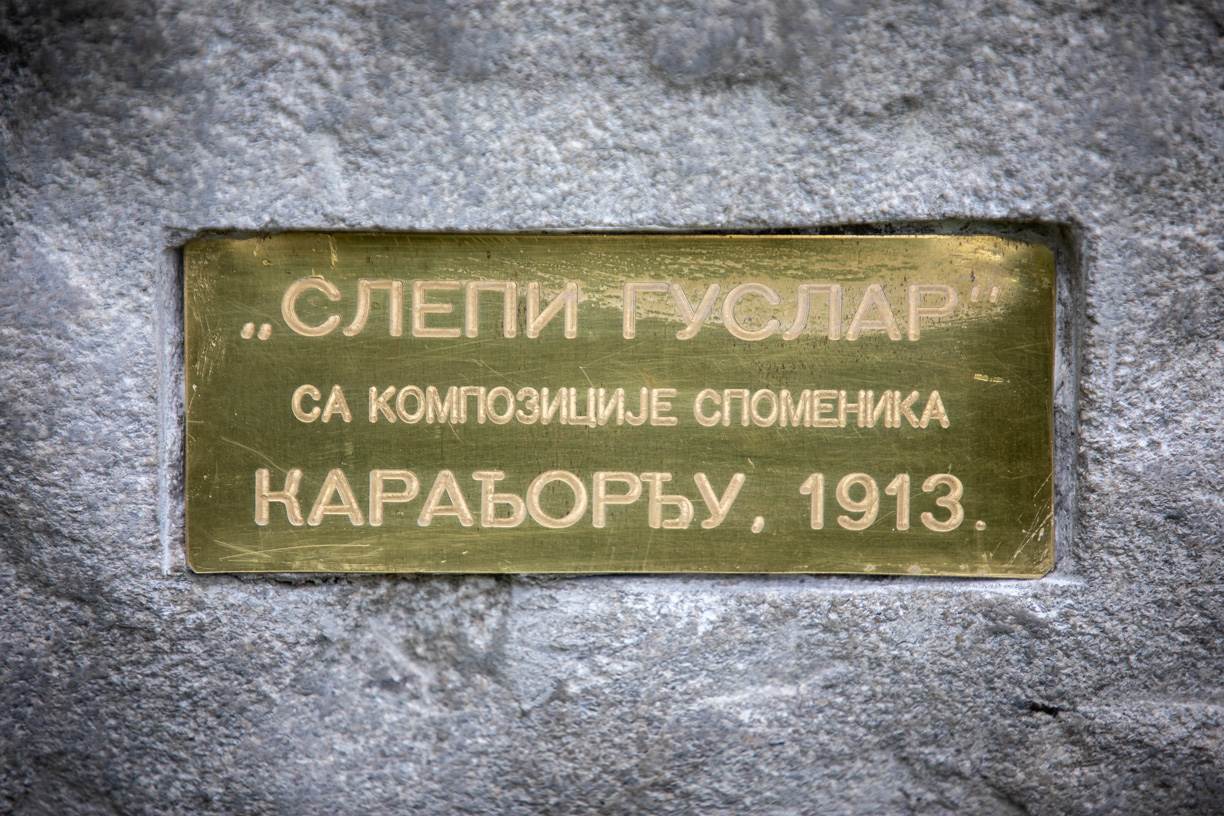 „СЛЕПИ ГУСЛАР“
СА КОМПОЗИЦИЈЕ СПОМЕНИКА
КАРАЂОРЂУ, 1913.